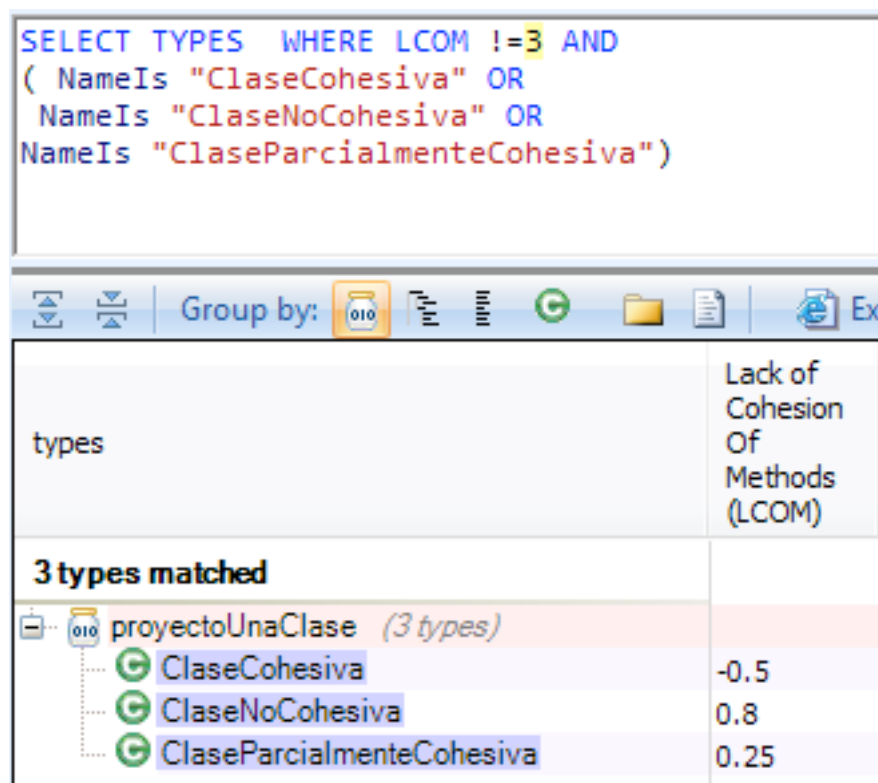 SELECT TYPES  WHERE LCOM !=3 AND
( NameIs "ClaseCohesiva" OR
 NameIs "ClaseNoCohesiva" OR
NameIs "ClaseParcialmenteCohesiva")
Group by: Ex
types
Lack of
Cohesion
Of
Methods
(LCOM)
3 types matched
proyectoUnaClase (3 types)
ClaseCohesiva -0.5
ClaseNoCohesiva 0.8
ClaseParcialmenteCohesiva 0.25